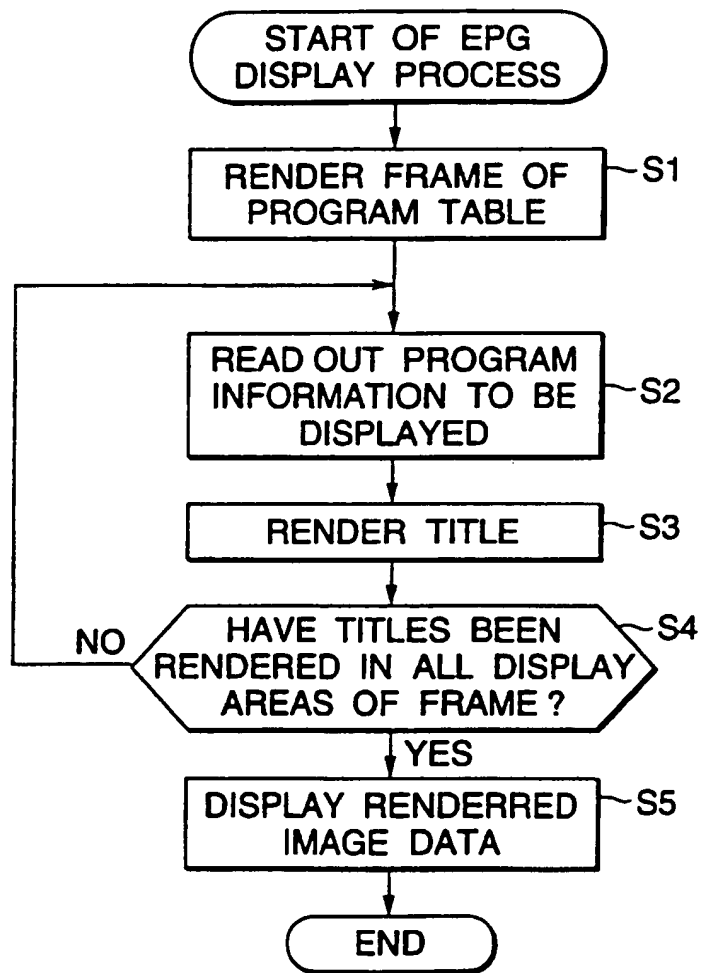 START OF EPG
DISPLAY PROCESS
RENDER FRAME OF
PROGRAM TABLE
S1
READ OUT PROGRAM
INFORMATION TO BE
DISPLAYED
S2
RENDER TITLE
S3
HAVE TITLES BEEN
RENDERED IN ALL DISPLAY
AREAS OF FRAME?
S4
NO
YES
DISPLAY RENDERRED
IMAGE DATA
S5
END